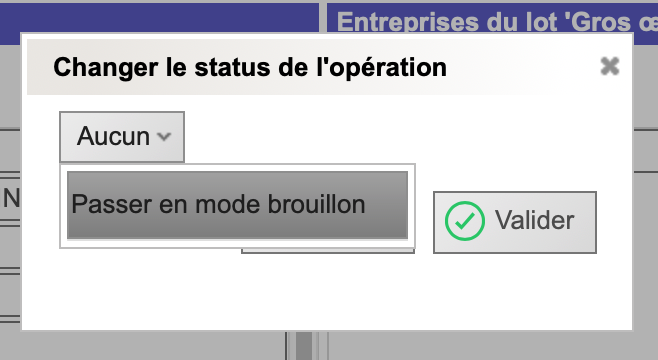 Entreprises du lot 'Gros œ
Changer le status de l'opération
Aucun
N
Passer en mode brouillon
Valider